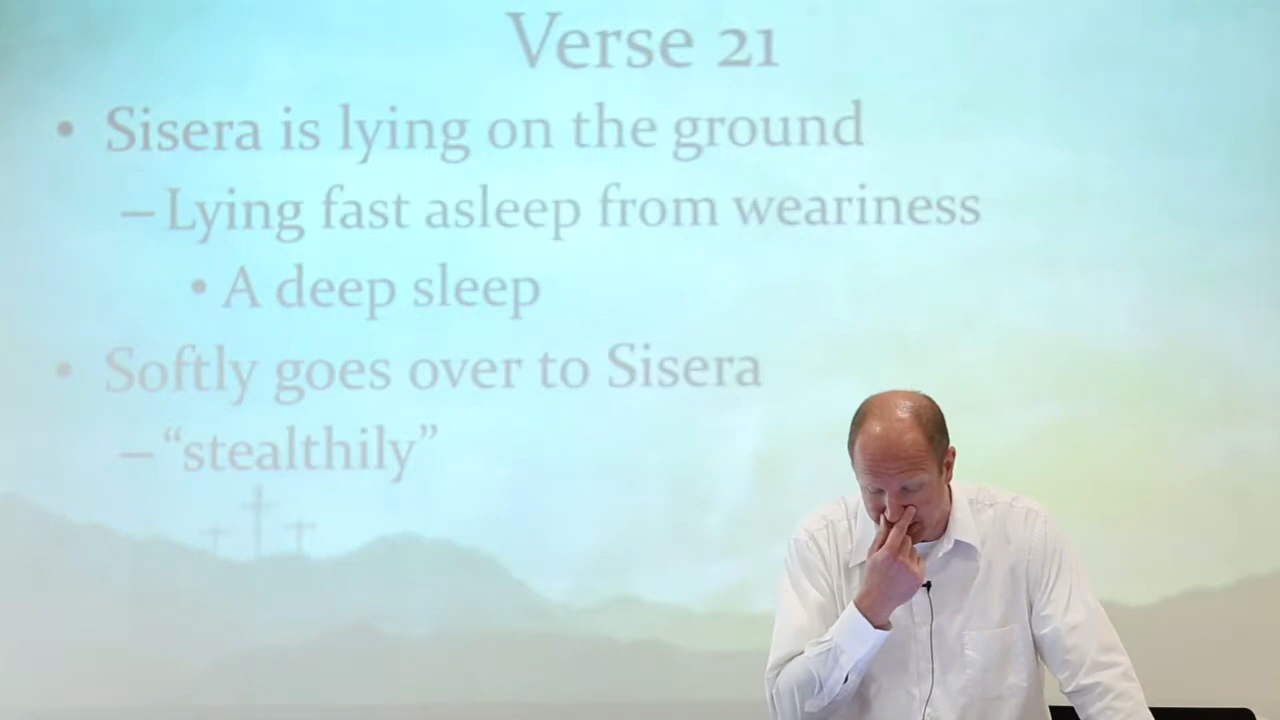 Verse 21
• Sisera is lying on the ground
– Lying fast asleep from weariness
• A deep sleep
• Softly goes over to Sisera
– “stealthily”